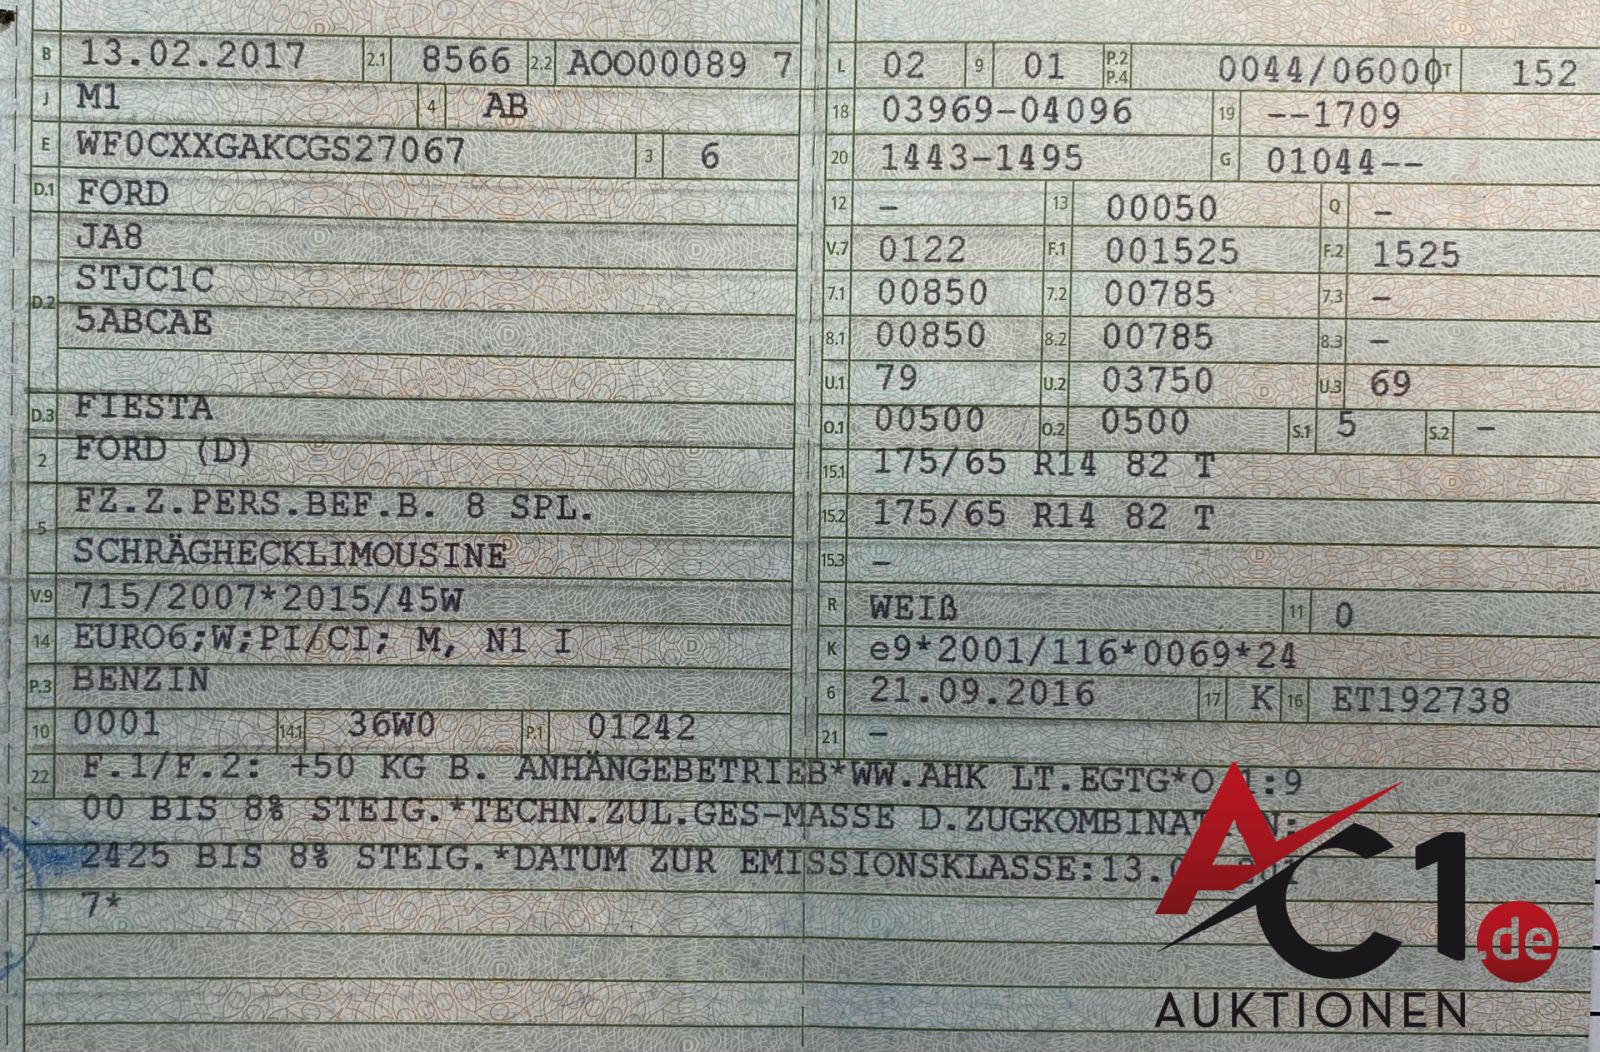 B 13.02.2017 2.1 8566 2.2 AOO00089 7
J M1 4 AB
E WF0CXXGAKCGS27067 3 6
D.1 FORD
JA8
D.2 STJC1C
5ABCAE
D.3 FIESTA
2 FORD (D)
FZ.Z.PERS.BEF.B. 8 SPL.
5
SCHRÄGHECKLIMOUSINE
V.9 715/2007*2015/45W
14 EURO6;W;PI/CI; M, N1 I
P.3 BENZIN
10 0001 14.1 36W0 P.1 01242
L 02 9 01 P.2 P.4 0044/06000 T 152
18 03969-04096 19 --1709
20 1443-1495 G 01044--
12 - 13 00050 Q -
V.7 0122 F.1 001525 F.2 1525
7.1 00850 7.2 00785 7.3 -
8.1 00850 8.2 00785 8.3 -
U.1 79 U.2 03750 U.3 69
O.1 00500 O.2 0500 S.1 5 S.2 -
15.1 175/65 R14 82 T
15.2 175/65 R14 82 T
15.3 -
R WEIß 11 0
K e9*2001/116*0069*24
6 21.09.2016 17 K 16 ET192738
21 -
22 F.1/F.2: +50 KG B. ANHÄNGEBETRIEB*WW.AHK LT.EGTG*O 1:9
00 BIS 8% STEIG.*TECHN.ZUL.GES-MASSE D.ZUGKOMBINAT N:
2425 BIS 8% STEIG.*DATUM ZUR EMISSIONSKLASSE:13.
7*
AC1.de
AUKTIONEN